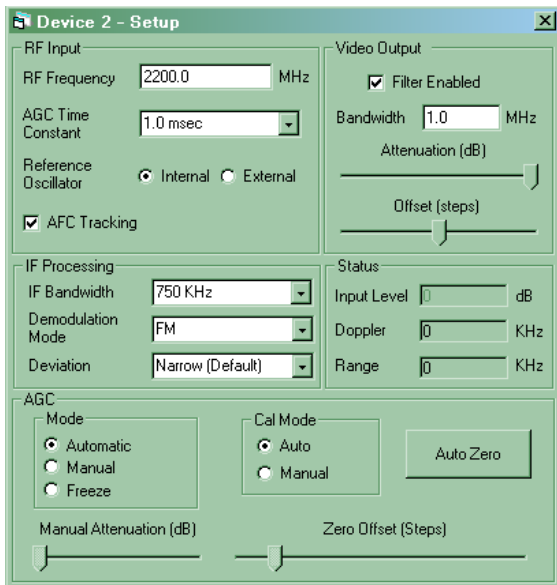 Device 2 - Setup
RF Input
RF Frequency 2200.0 MHz
AGC Time
Constant
1.0 msec
Reference
Oscillator
Internal External
AFC Tracking
Video Output
Filter Enabled
Bandwidth 1.0 MHz
Attenuation (dB)
Offset (steps)
IF Processing
IF Bandwidth 750 KHz
Demodulation
Mode
FM
Deviation Narrow (Default)
Status
Input Level 0 dB
Doppler 0 KHz
Range 0 KHz
AGC
Mode
Automatic
Manual
Freeze
Cal Mode
Auto
Manual
Auto Zero
Manual Attenuation (dB)
Zero Offset (Steps)